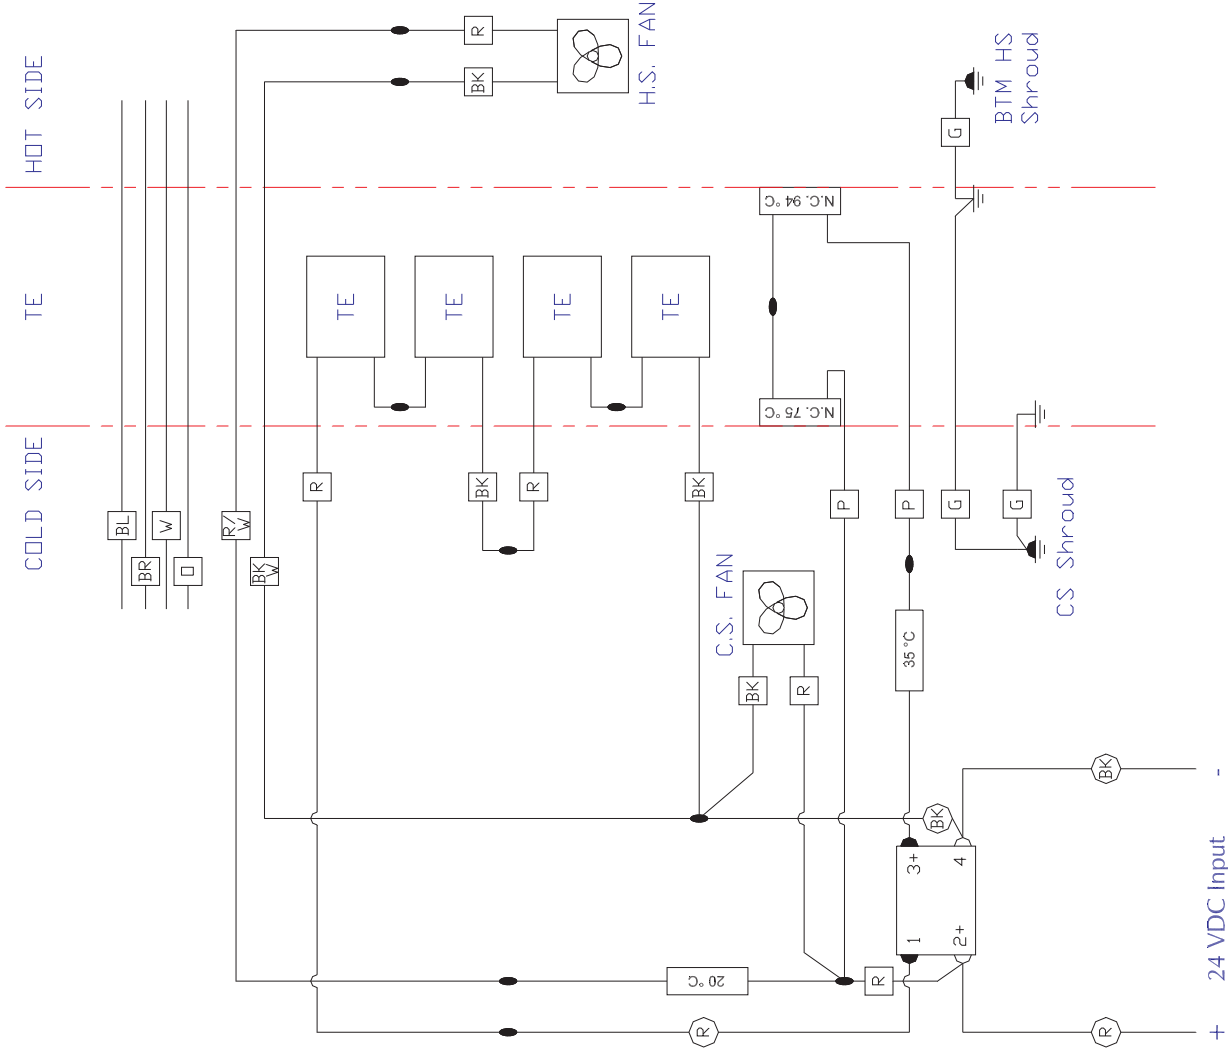 COLD SIDE
TE
HOT SIDE
BL
BR
W
O
R/W
BK W
R
TE
TE
BK
BK
R
R
TE
H.S. FAN
TE
BK
R
20 °C
C.S. FAN
BK
N.C. 75 °C
N.C. 94 °C
R
P
R
1
3+
35 °C
P
BK
2+
4
G
G
BTM HS
Shroud
G
CS Shroud
R
BK
+ 24 VDC Input -